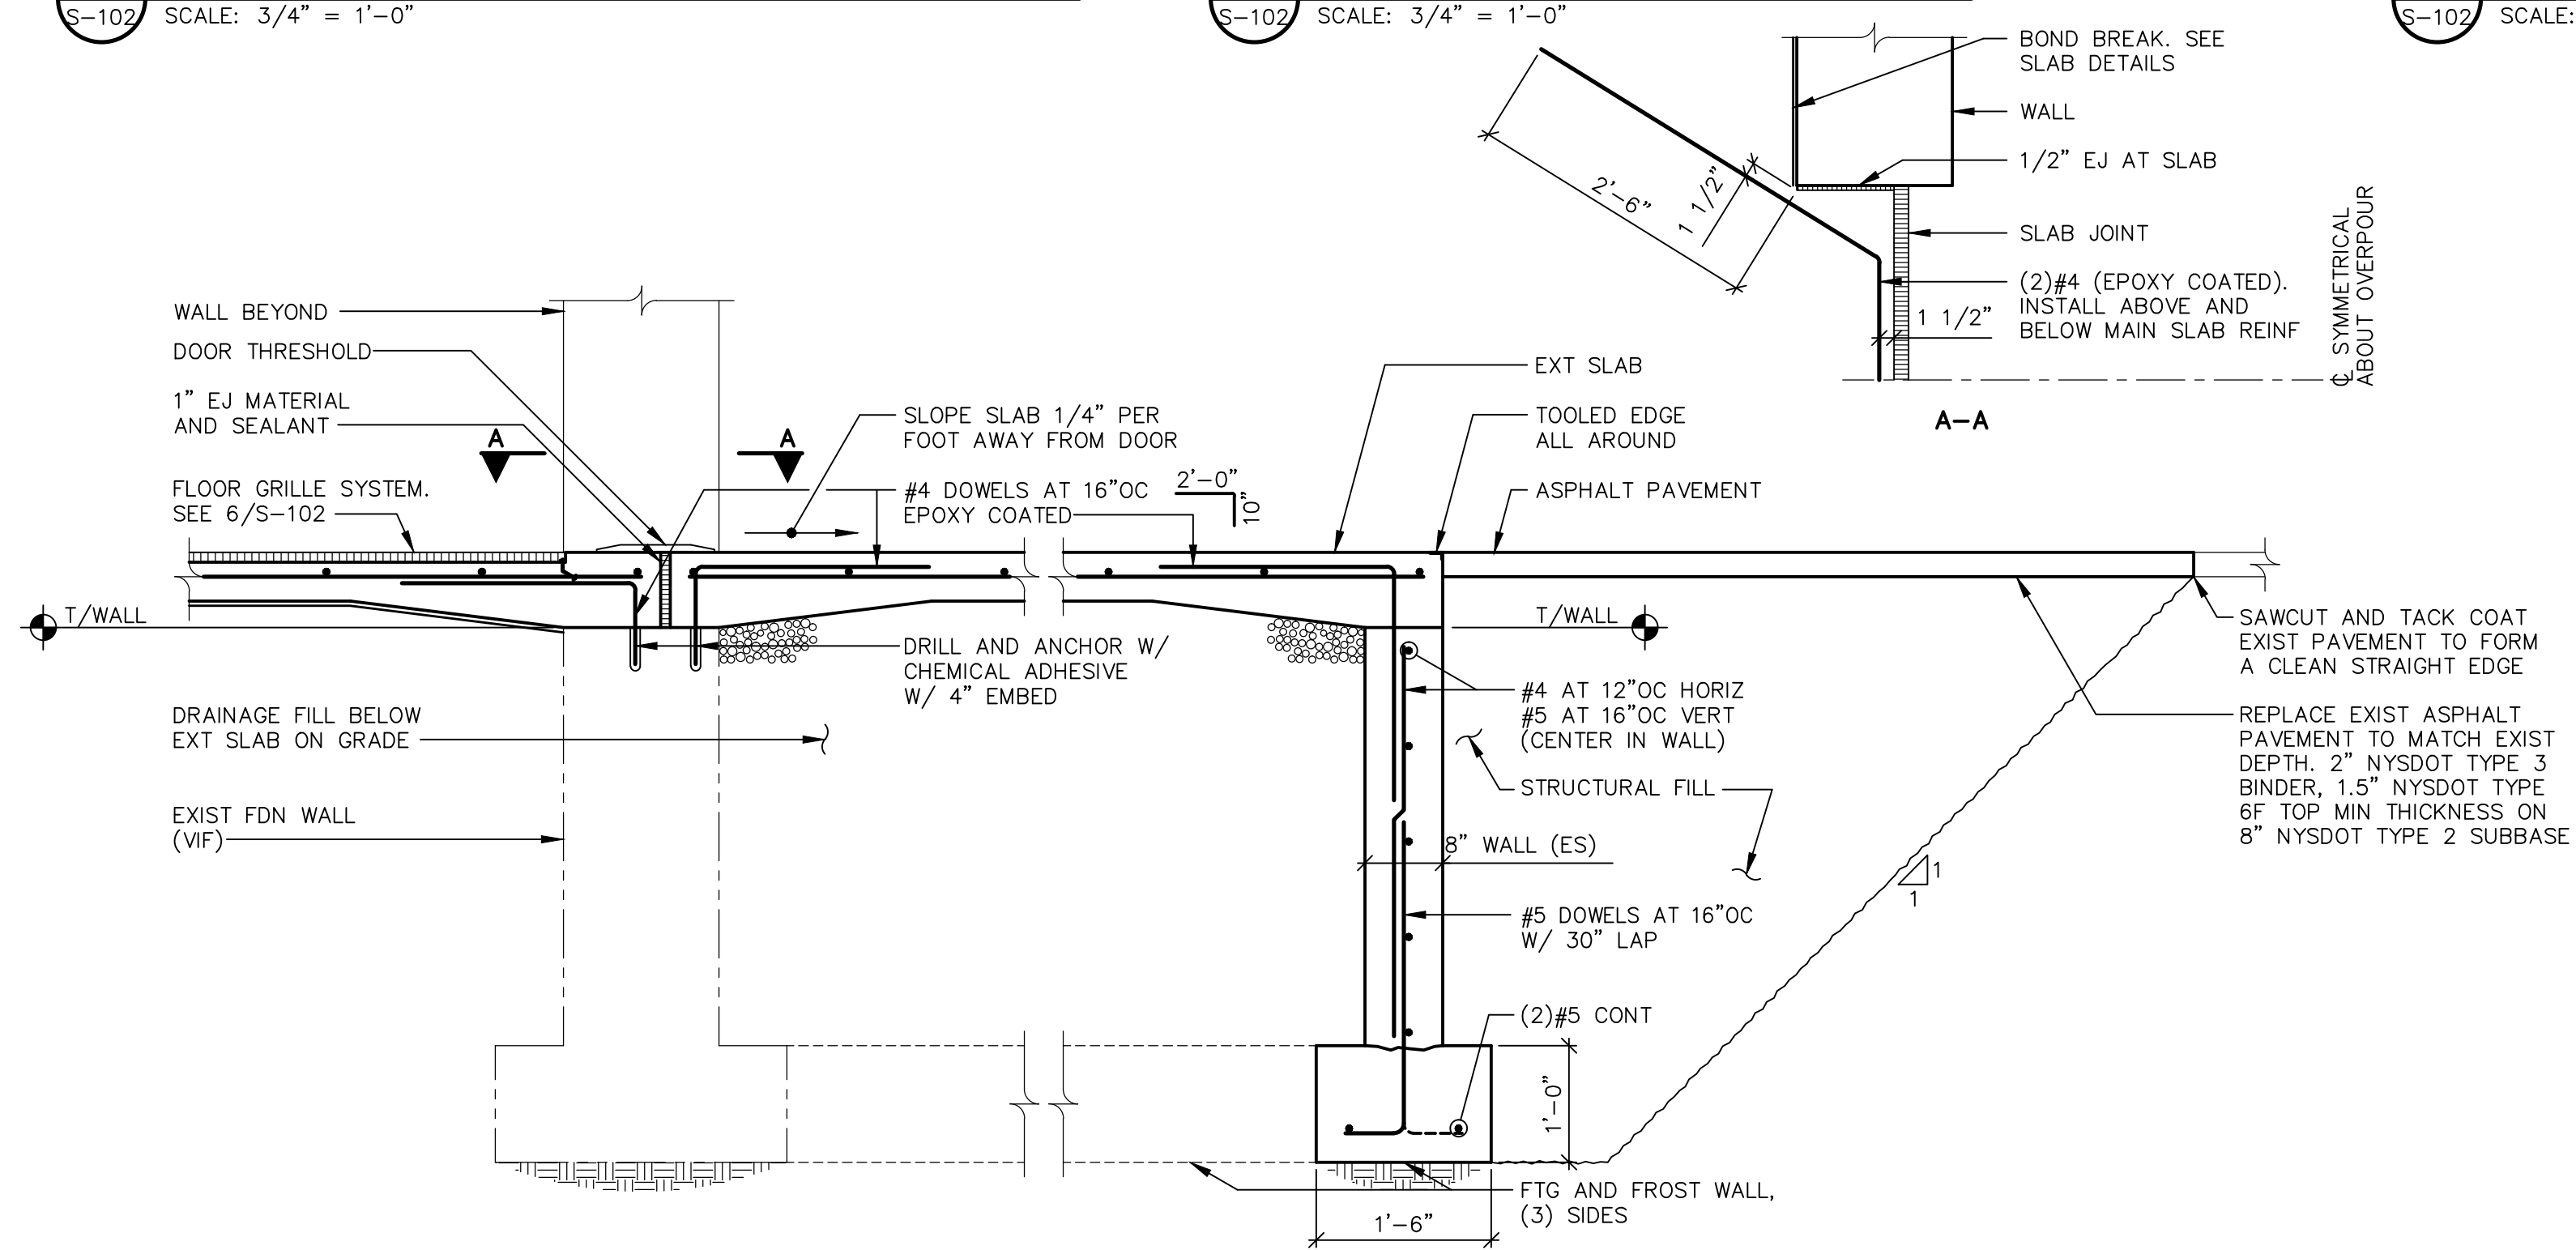 S-102 SCALE: 3/4" = 1'-0"
S-102 SCALE: 3/4" = 1'-0"
S-102 SCALE:
BOND BREAK. SEE
SLAB DETAILS
WALL
1/2" EJ AT SLAB
SLAB JOINT
(2)#4 (EPOXY COATED).
INSTALL ABOVE AND
BELOW MAIN SLAB REINF
2'-6"
1 1/2"
1 1/2"
℄ SYMMETRICAL
ABOUT OVERPOUR
A-A
WALL BEYOND
DOOR THRESHOLD
1" EJ MATERIAL
AND SEALANT
FLOOR GRILLE SYSTEM.
SEE 6/S-102
A
A
SLOPE SLAB 1/4" PER
FOOT AWAY FROM DOOR
#4 DOWELS AT 16"OC
EPOXY COATED
2'-0"
10"
EXT SLAB
TOOLED EDGE
ALL AROUND
ASPHALT PAVEMENT
T/WALL
T/WALL
DRILL AND ANCHOR W/
CHEMICAL ADHESIVE
W/ 4" EMBED
DRAINAGE FILL BELOW
EXT SLAB ON GRADE
EXIST FDN WALL
(VIF)
#4 AT 12"OC HORIZ
#5 AT 16"OC VERT
(CENTER IN WALL)
STRUCTURAL FILL
8" WALL (ES)
#5 DOWELS AT 16"OC
W/ 30" LAP
(2)#5 CONT
1'-0"
1'-6"
FTG AND FROST WALL,
(3) SIDES
1
1
SAWCUT AND TACK COAT
EXIST PAVEMENT TO FORM
A CLEAN STRAIGHT EDGE
REPLACE EXIST ASPHALT
PAVEMENT TO MATCH EXIST
DEPTH. 2" NYSDOT TYPE 3
BINDER, 1.5" NYSDOT TYPE
6F TOP MIN THICKNESS ON
8" NYSDOT TYPE 2 SUBBASE